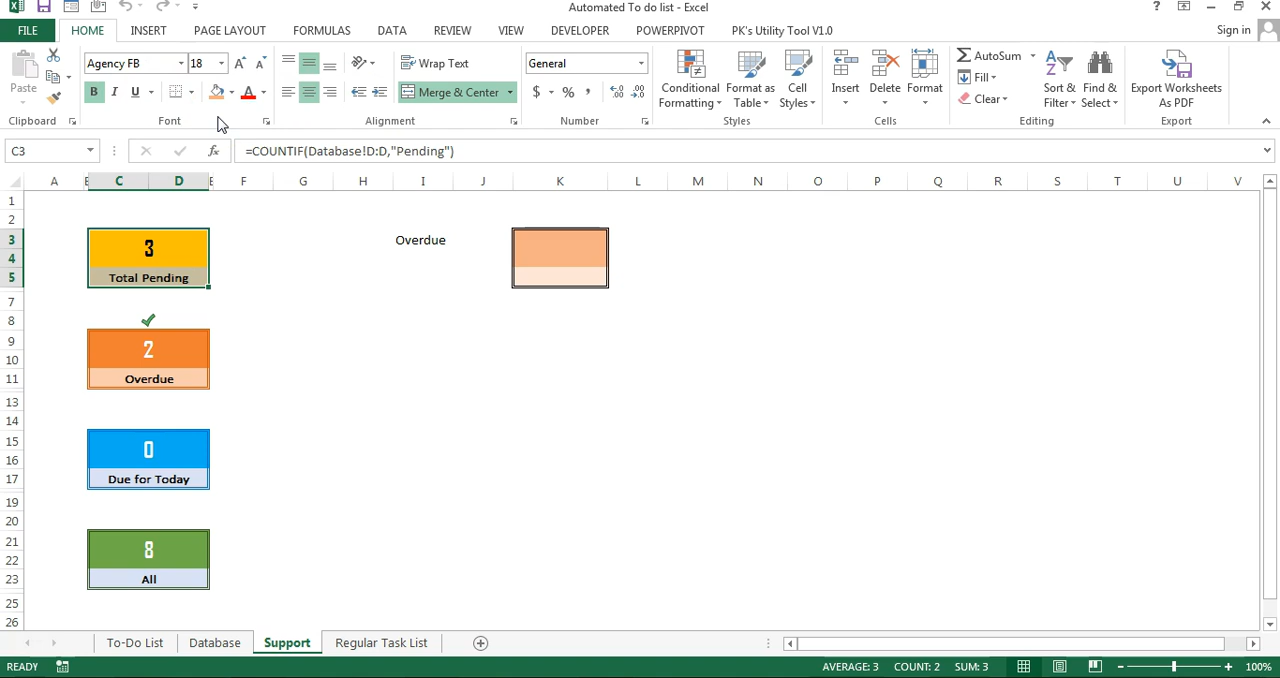 Automated To do list - Excel
FILE HOME INSERT PAGE LAYOUT FORMULAS DATA REVIEW VIEW DEVELOPER POWERPIVOT PK's Utility Tool V1.0 Sign in
Paste
Agency FB 18
B I U A
Wrap Text
Merge & Center
General
$ % ,
Conditional Formatting
Format as Table
Cell Styles
Insert
Delete
Format
AutoSum
Fill
Clear
Sort & Filter
Find & Select
Export Worksheets As PDF
Clipboard Font Alignment Number Styles Cells Editing Export
C3 fx =COUNTIF(Database!D:D,"Pending")
A B C D E F G H I J K L M N O P Q R S T U V
1
2
3 3 Overdue
4
5 Total Pending
7
8
9 2
10
11 Overdue
13
14
15 0
16
17 Due for Today
19
20
21 8
22
23 All
25
26
To-Do List Database Support Regular Task List
READY AVERAGE: 3 COUNT: 2 SUM: 3 100%